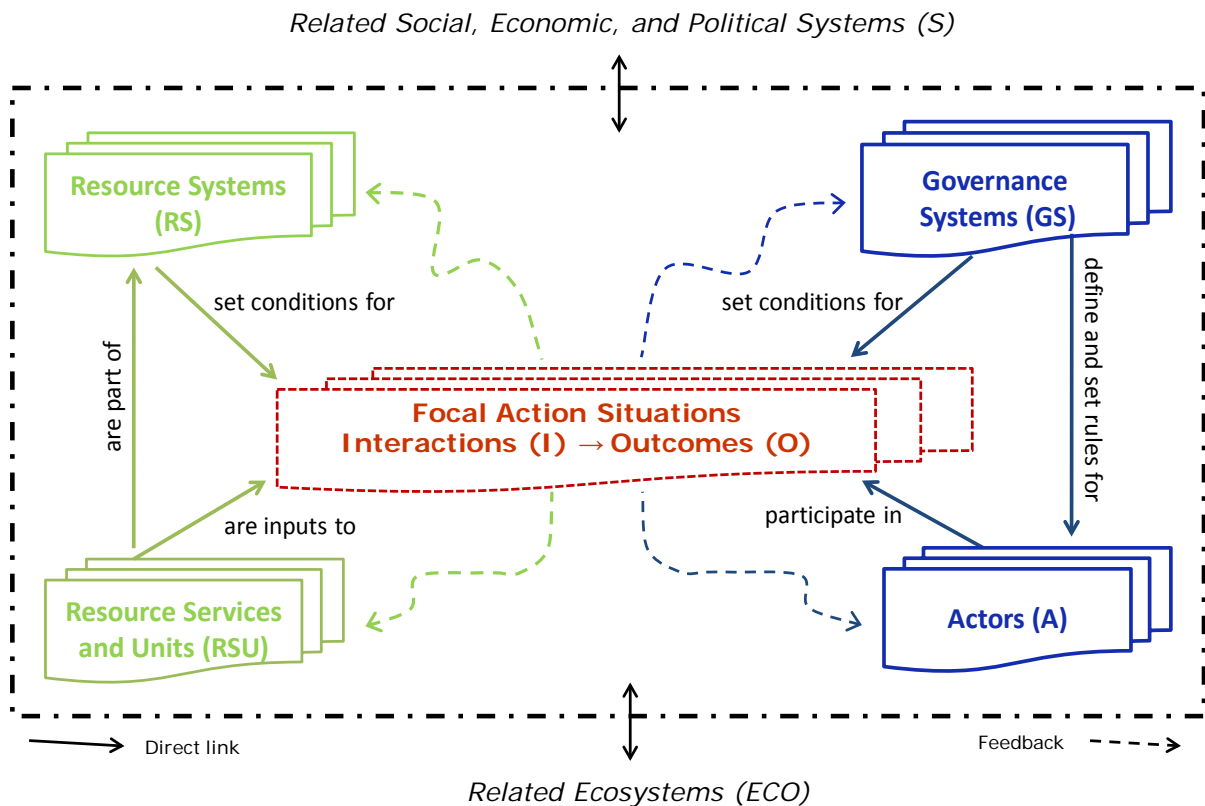 Related Social, Economic, and Political Systems (S)
Resource Systems
(RS)
Governance
Systems (GS)
set conditions for
set conditions for
are part of
define and set rules for
Focal Action Situations
Interactions (I) → Outcomes (O)
are inputs to
participate in
Resource Services
and Units (RSU)
Actors (A)
Direct link
Feedback
Related Ecosystems (ECO)